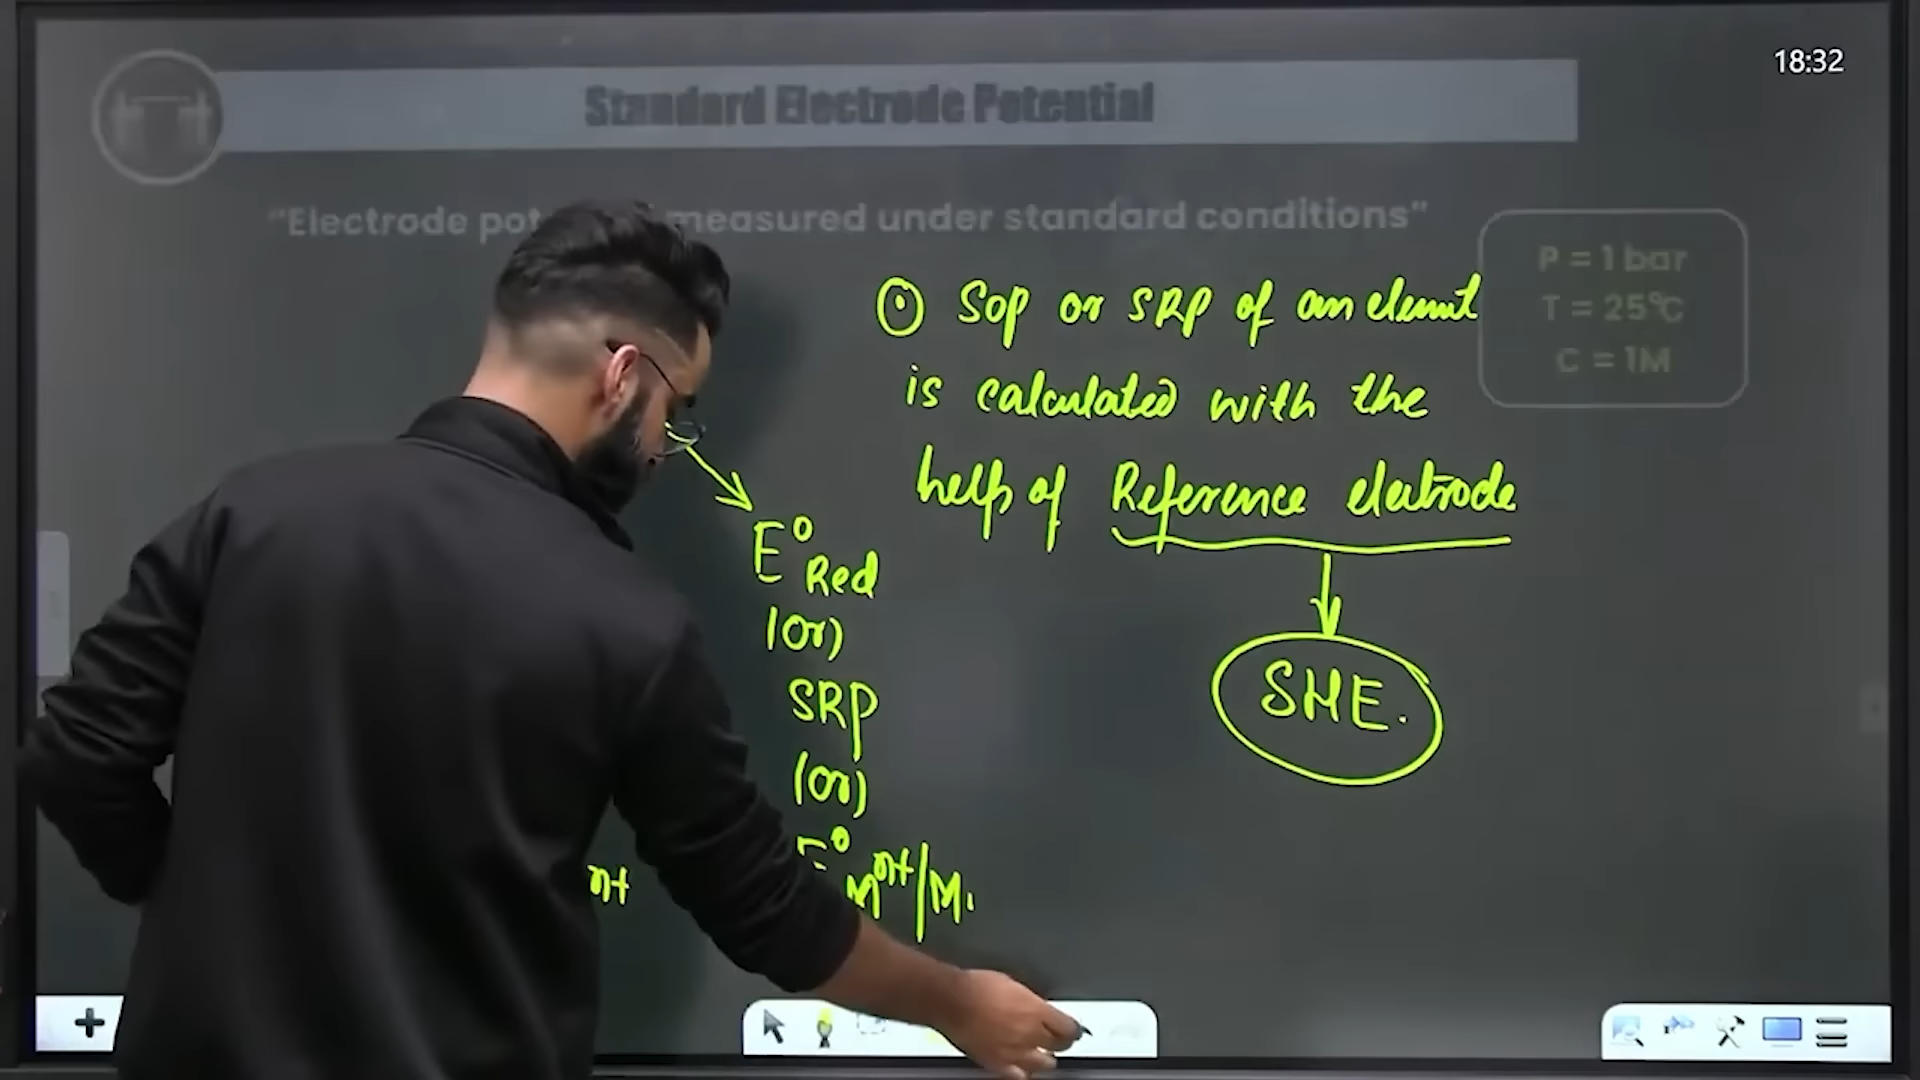 18:32
Standard Electrode Potential
"Electrode pot measured under standard conditions"
P = 1 bar
T = 25°C
C = 1M
⊙ SOP or SRP of an element
is calculated with the
help of Reference electrode
SHE.
E° Red
(or)
SRP
(or)
E° Mⁿ⁺/M.
n+